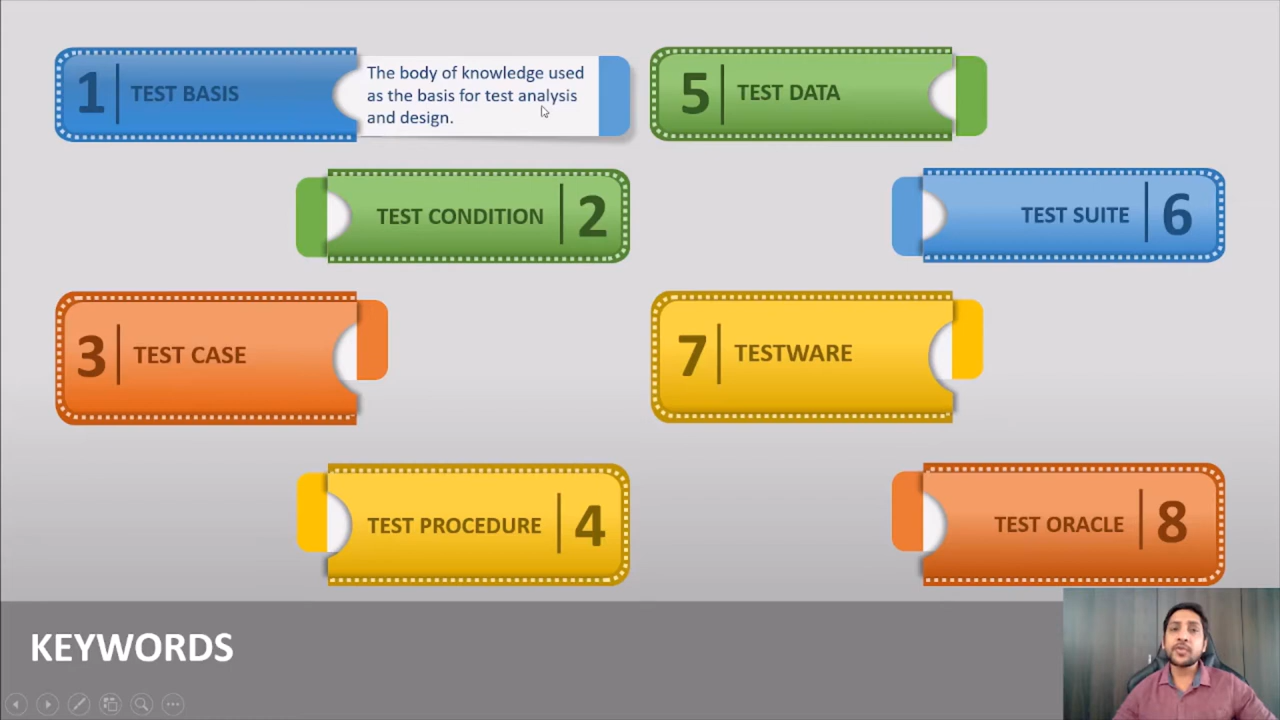 1 TEST BASIS
The body of knowledge used
as the basis for test analysis
and design.
TEST CONDITION 2
3 TEST CASE
TEST PROCEDURE 4
5 TEST DATA
TEST SUITE 6
7 TESTWARE
TEST ORACLE 8
KEYWORDS